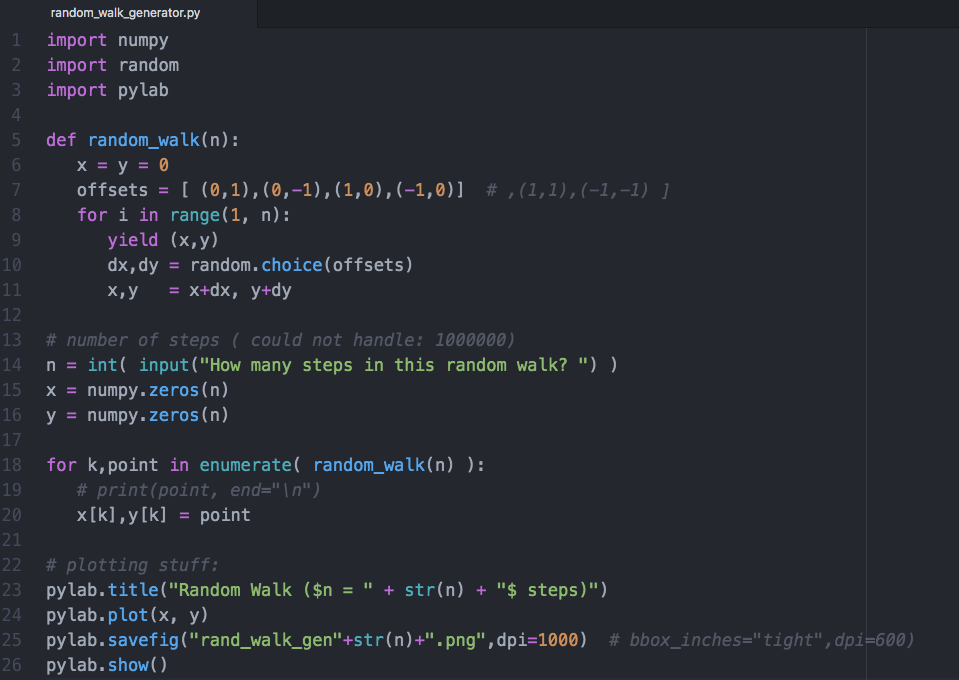 random_walk_generator.py
1 import numpy
2 import random
3 import pylab
4
5 def random_walk(n):
6    x = y = 0
7    offsets = [ (0,1),(0,-1),(1,0),(-1,0)]  # ,(1,1),(-1,-1) ]
8    for i in range(1, n):
9       yield (x,y)
10       dx,dy = random.choice(offsets)
11       x,y   = x+dx, y+dy
12
13 # number of steps ( could not handle: 1000000)
14 n = int( input("How many steps in this random walk? ") )
15 x = numpy.zeros(n)
16 y = numpy.zeros(n)
17
18 for k,point in enumerate( random_walk(n) ):
19    # print(point, end="\n")
20    x[k],y[k] = point
21
22 # plotting stuff:
23 pylab.title("Random Walk ($n = " + str(n) + "$ steps)")
24 pylab.plot(x, y)
25 pylab.savefig("rand_walk_gen"+str(n)+".png",dpi=1000)  # bbox_inches="tight",dpi=600)
26 pylab.show()